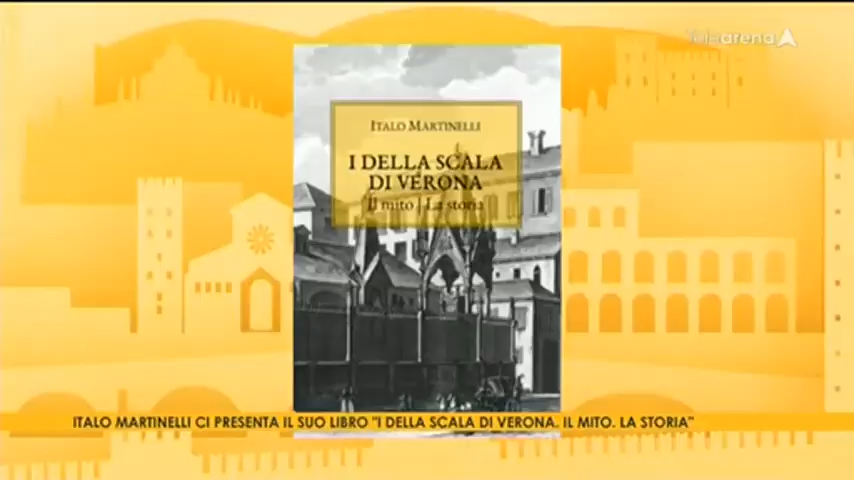 Telearena
ITALO MARTINELLI
I DELLA SCALA
DI VERONA
Il mito | La storia
ITALO MARTINELLI CI PRESENTA IL SUO LIBRO "I DELLA SCALA DI VERONA. IL MITO. LA STORIA"